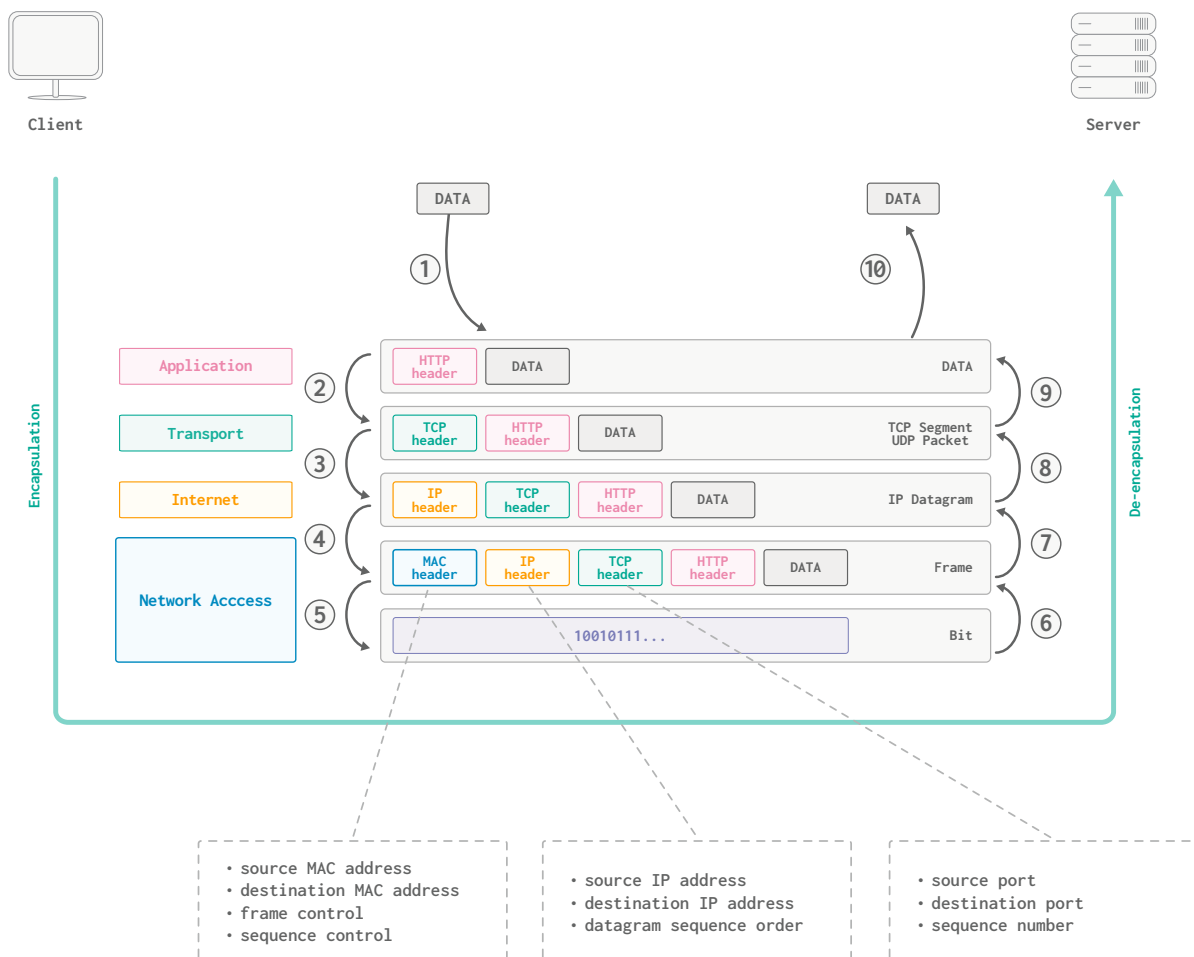 Client
Server
DATA
DATA
1
10
Application
HTTP
header
DATA
DATA
2
9
Transport
TCP
header
HTTP
header
DATA
TCP Segment
UDP Packet
3
8
Encapsulation
De-encapsulation
Internet
IP
header
TCP
header
HTTP
header
DATA
IP Datagram
4
7
Network Acccess
MAC
header
IP
header
TCP
header
HTTP
header
DATA
Frame
5
6
10010111...
Bit
• source MAC address
• destination MAC address
• frame control
• sequence control
• source IP address
• destination IP address
• datagram sequence order
• source port
• destination port
• sequence number